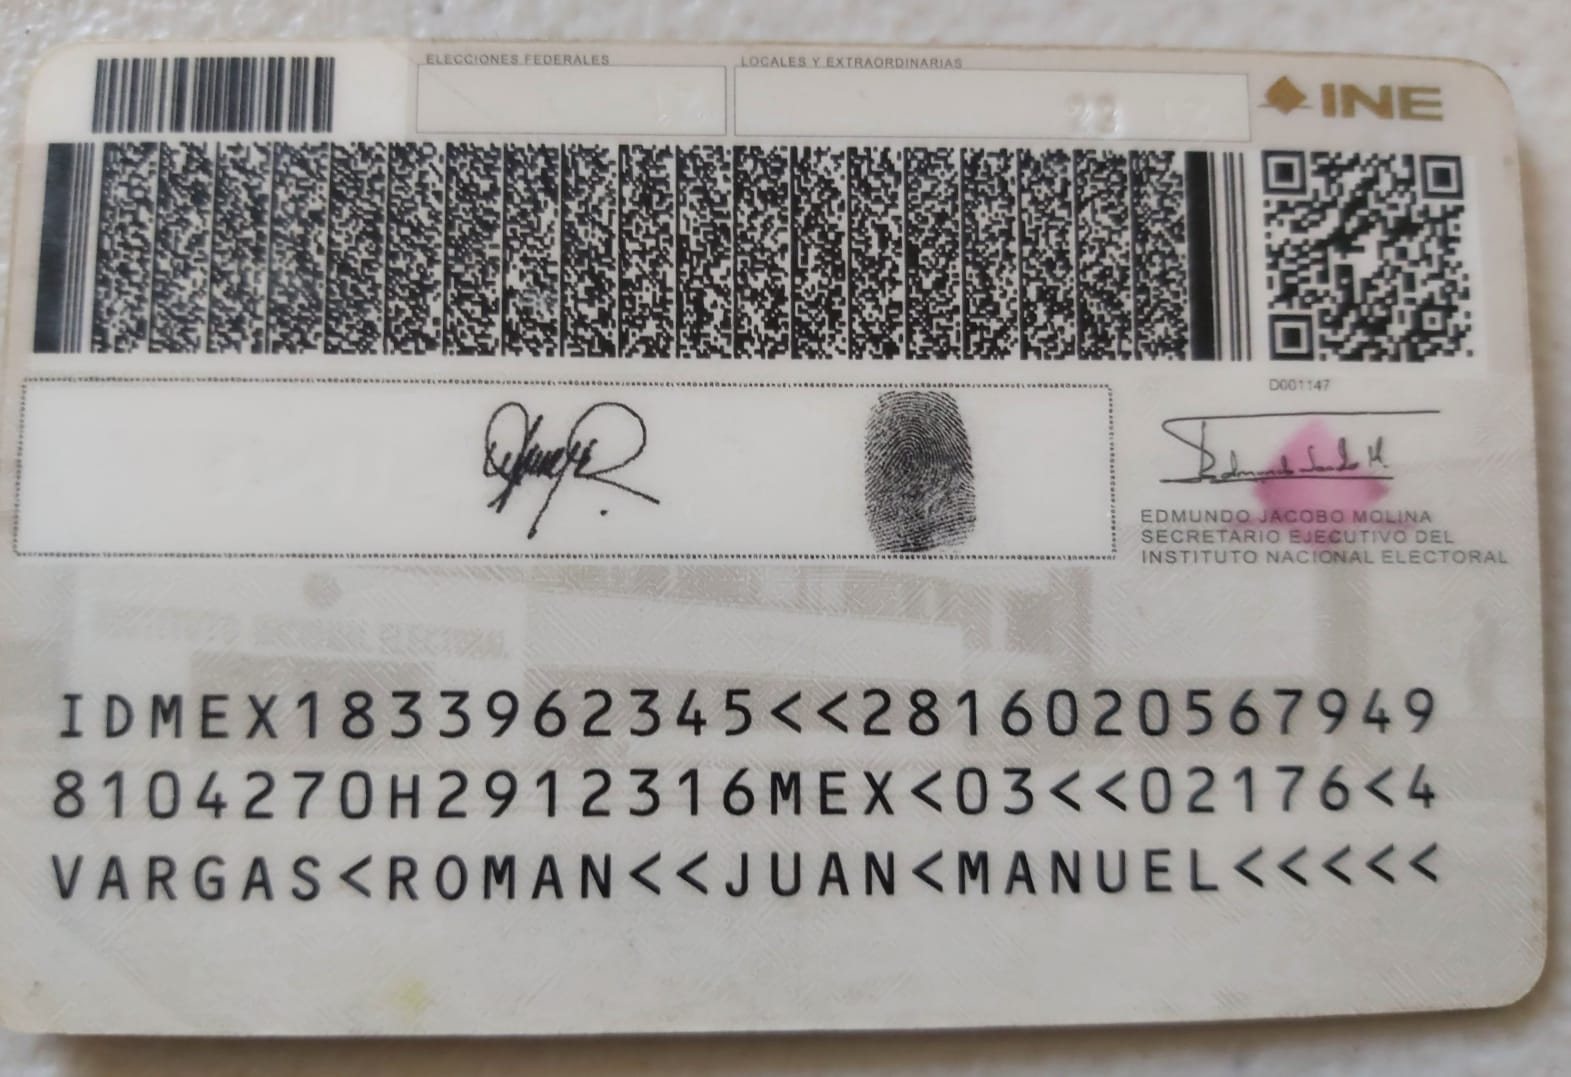 ELECCIONES FEDERALES
LOCALES Y EXTRAORDINARIAS
INE
D001147
EDMUNDO JACOBO MOLINA
SECRETARIO EJECUTIVO DEL
INSTITUTO NACIONAL ELECTORAL
IDMEX1833962345<<2816020567949
8104270H2912316MEX<03<<02176<4
VARGAS<ROMAN<<JUAN<MANUEL<<<<<